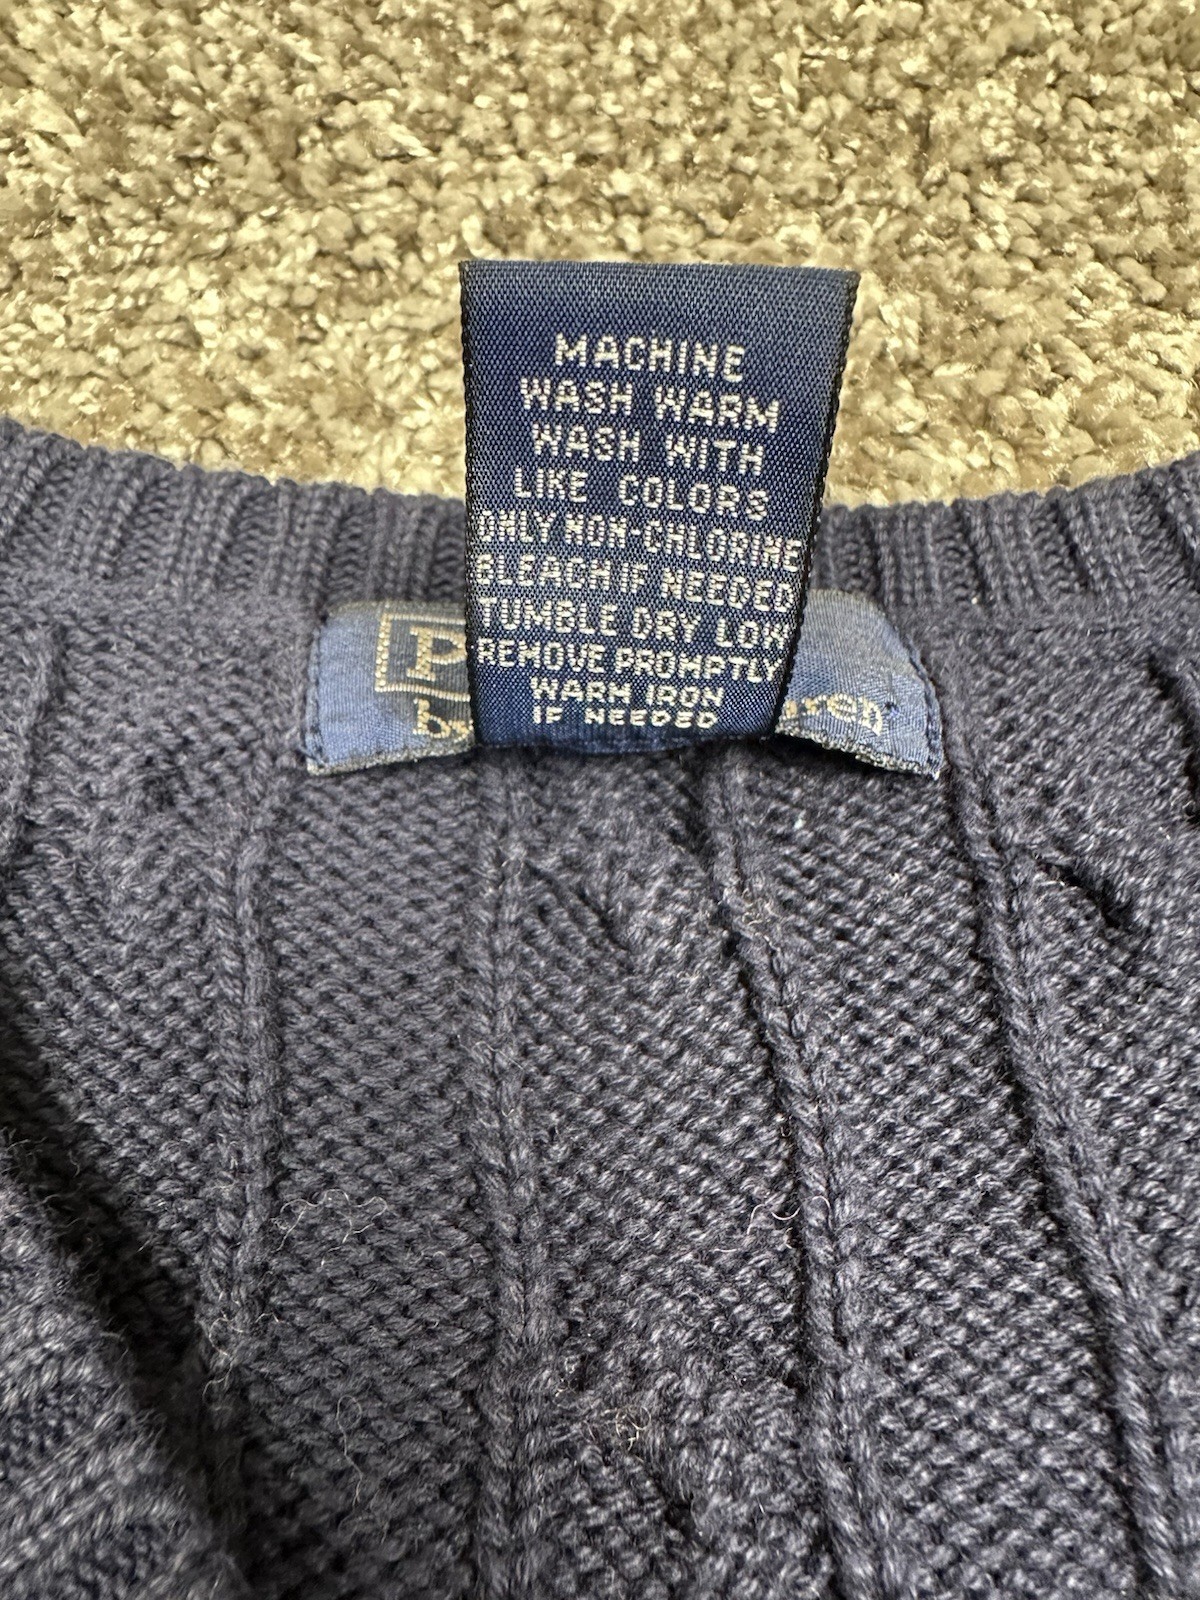 MACHINE
WASH WARM
WASH WITH
LIKE COLORS
ONLY NON-CHLORINE
BLEACH IF NEEDED
TUMBLE DRY LOW
REMOVE PROMPTLY
WARM IRON
IF NEEDED
P